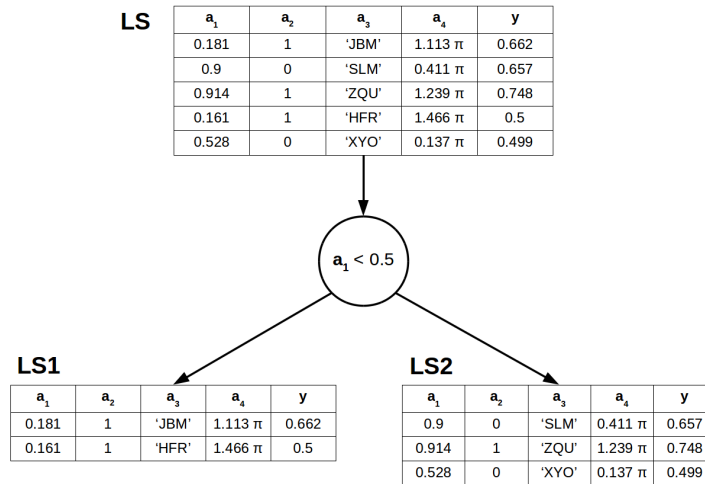 LS
a1 a2 a3 a4 y
0.181 1 ‘JBM’ 1.113 π 0.662
0.9 0 ‘SLM’ 0.411 π 0.657
0.914 1 ‘ZQU’ 1.239 π 0.748
0.161 1 ‘HFR’ 1.466 π 0.5
0.528 0 ‘XYO’ 0.137 π 0.499
a1 < 0.5
LS1
a1 a2 a3 a4 y
0.181 1 ‘JBM’ 1.113 π 0.662
0.161 1 ‘HFR’ 1.466 π 0.5
LS2
a1 a2 a3 a4 y
0.9 0 ‘SLM’ 0.411 π 0.657
0.914 1 ‘ZQU’ 1.239 π 0.748
0.528 0 ‘XYO’ 0.137 π 0.499